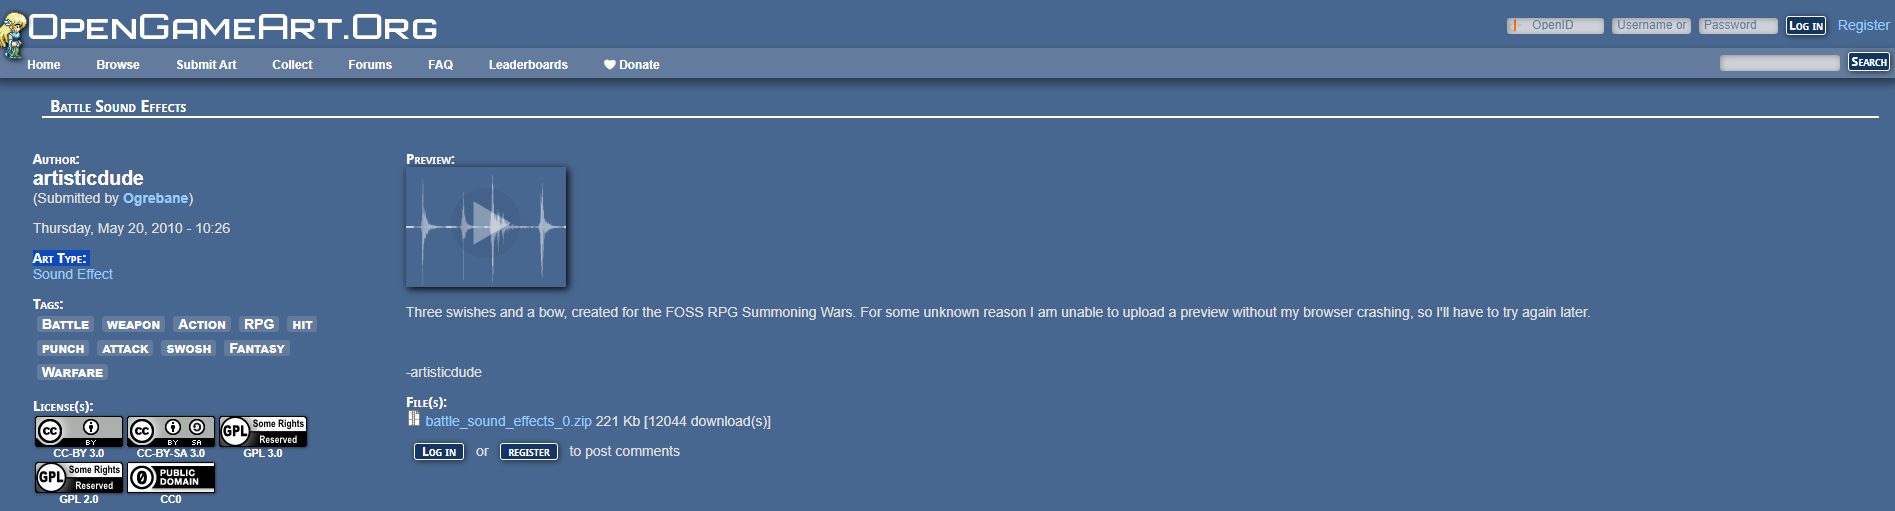 OpenGameArt.Org
OpenID Username or Password Log in Register
Home Browse Submit Art Collect Forums FAQ Leaderboards Donate
Search
Battle Sound Effects
Author:
artisticdude
(Submitted by Ogrebane)
Thursday, May 20, 2010 - 10:26
Art Type:
Sound Effect
Tags:
Battle weapon Action RPG hit
punch attack swosh Fantasy
Warfare
License(s):
CC BY Some Rights
CC BY SA GPL Reserved
CC-BY 3.0 CC-BY-SA 3.0 GPL 3.0
GPL Some Rights Reserved 0 PUBLIC DOMAIN
GPL 2.0 CC0
Preview:
Three swishes and a bow, created for the FOSS RPG Summoning Wars. For some unknown reason I am unable to upload a preview without my browser crashing, so I'll have to try again later.
-artisticdude
File(s):
battle_sound_effects_0.zip 221 Kb [12044 download(s)]
Log in or register to post comments